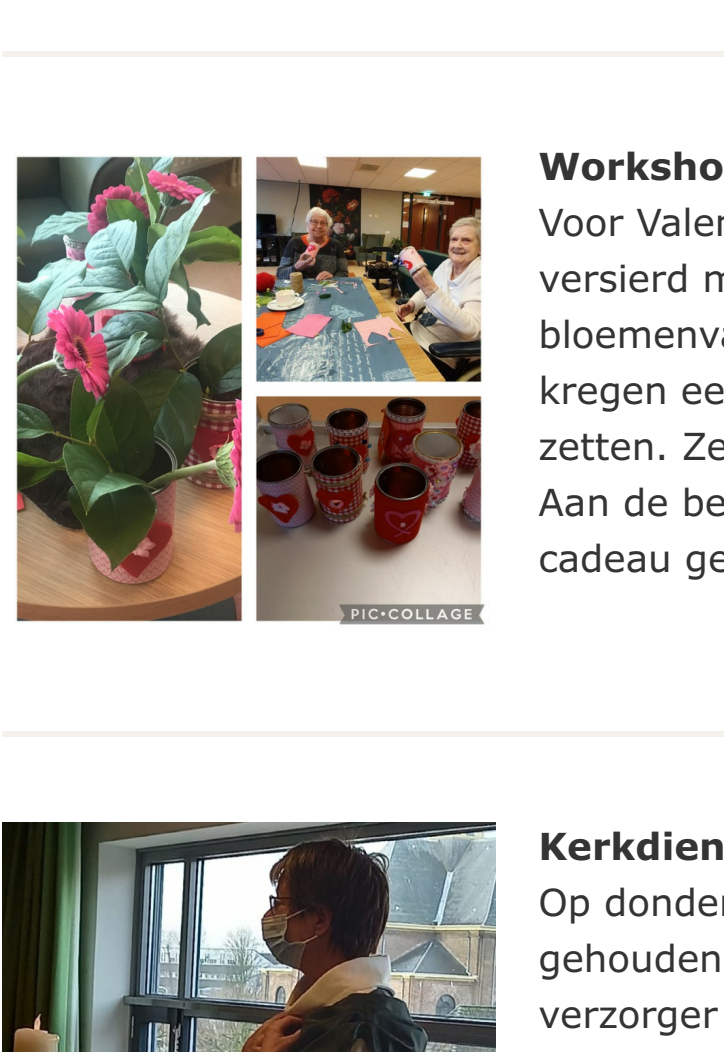 Worksho
Voor Valer
versierd m
bloemenva
kregen ee
zetten. Ze
Aan de be
cadeau ge
PIC•COLLAGE
Kerkdien
Op donder
gehouden
verzorger